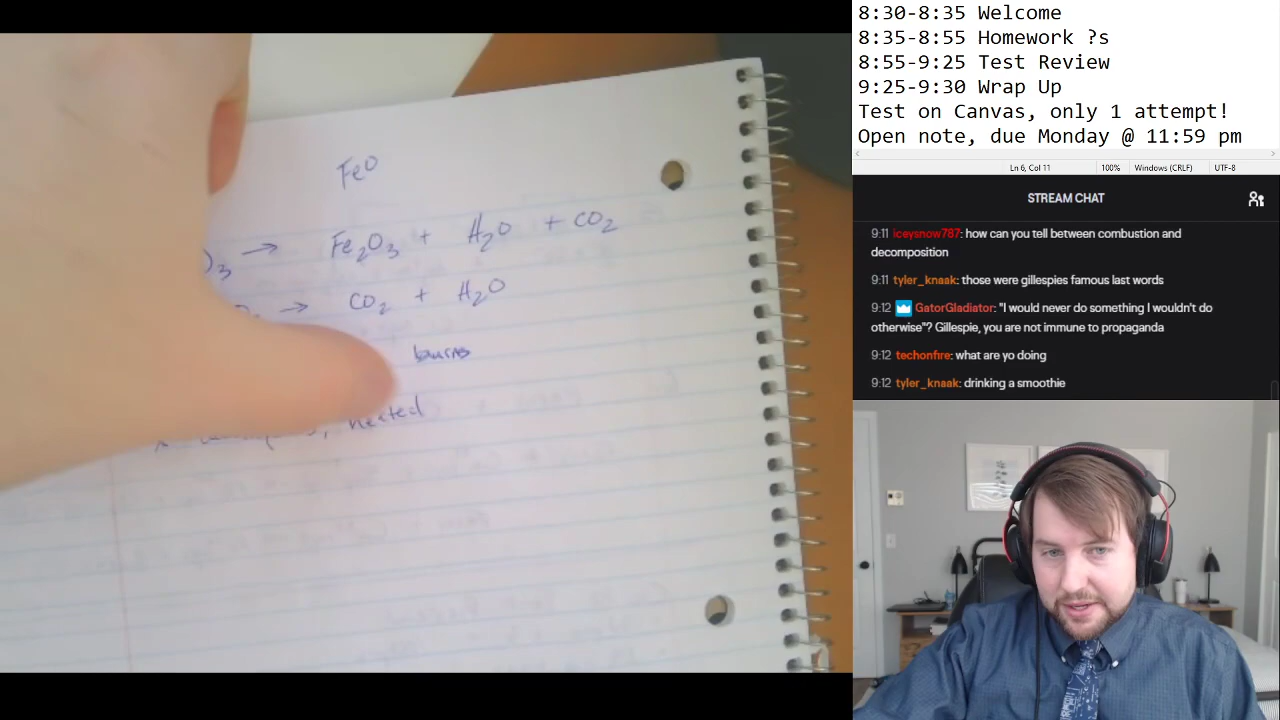 FeO
)3 → Fe2O3 + H2O + CO2
→ CO2 + H2O
burns
heated
8:30-8:35 Welcome
8:35-8:55 Homework ?s
8:55-9:25 Test Review
9:25-9:30 Wrap Up
Test on Canvas, only 1 attempt!
Open note, due Monday @ 11:59 pm
Ln 6, Col 11 100% Windows (CRLF) UTF-8
STREAM CHAT
9:11 iceysnow787: how can you tell between combustion and
decomposition
9:11 tyler_knaak: those were gillespies famous last words
9:12 GatorGladiator: "I would never do something I wouldn't do
otherwise"? Gillespie, you are not immune to propaganda
9:12 techonfire: what are yo doing
9:12 tyler_knaak: drinking a smoothie